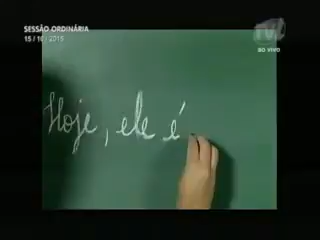 SESSÃO ORDINÁRIA
15 / 10 / 2015
TV
AO VIVO
Hoje, ele é